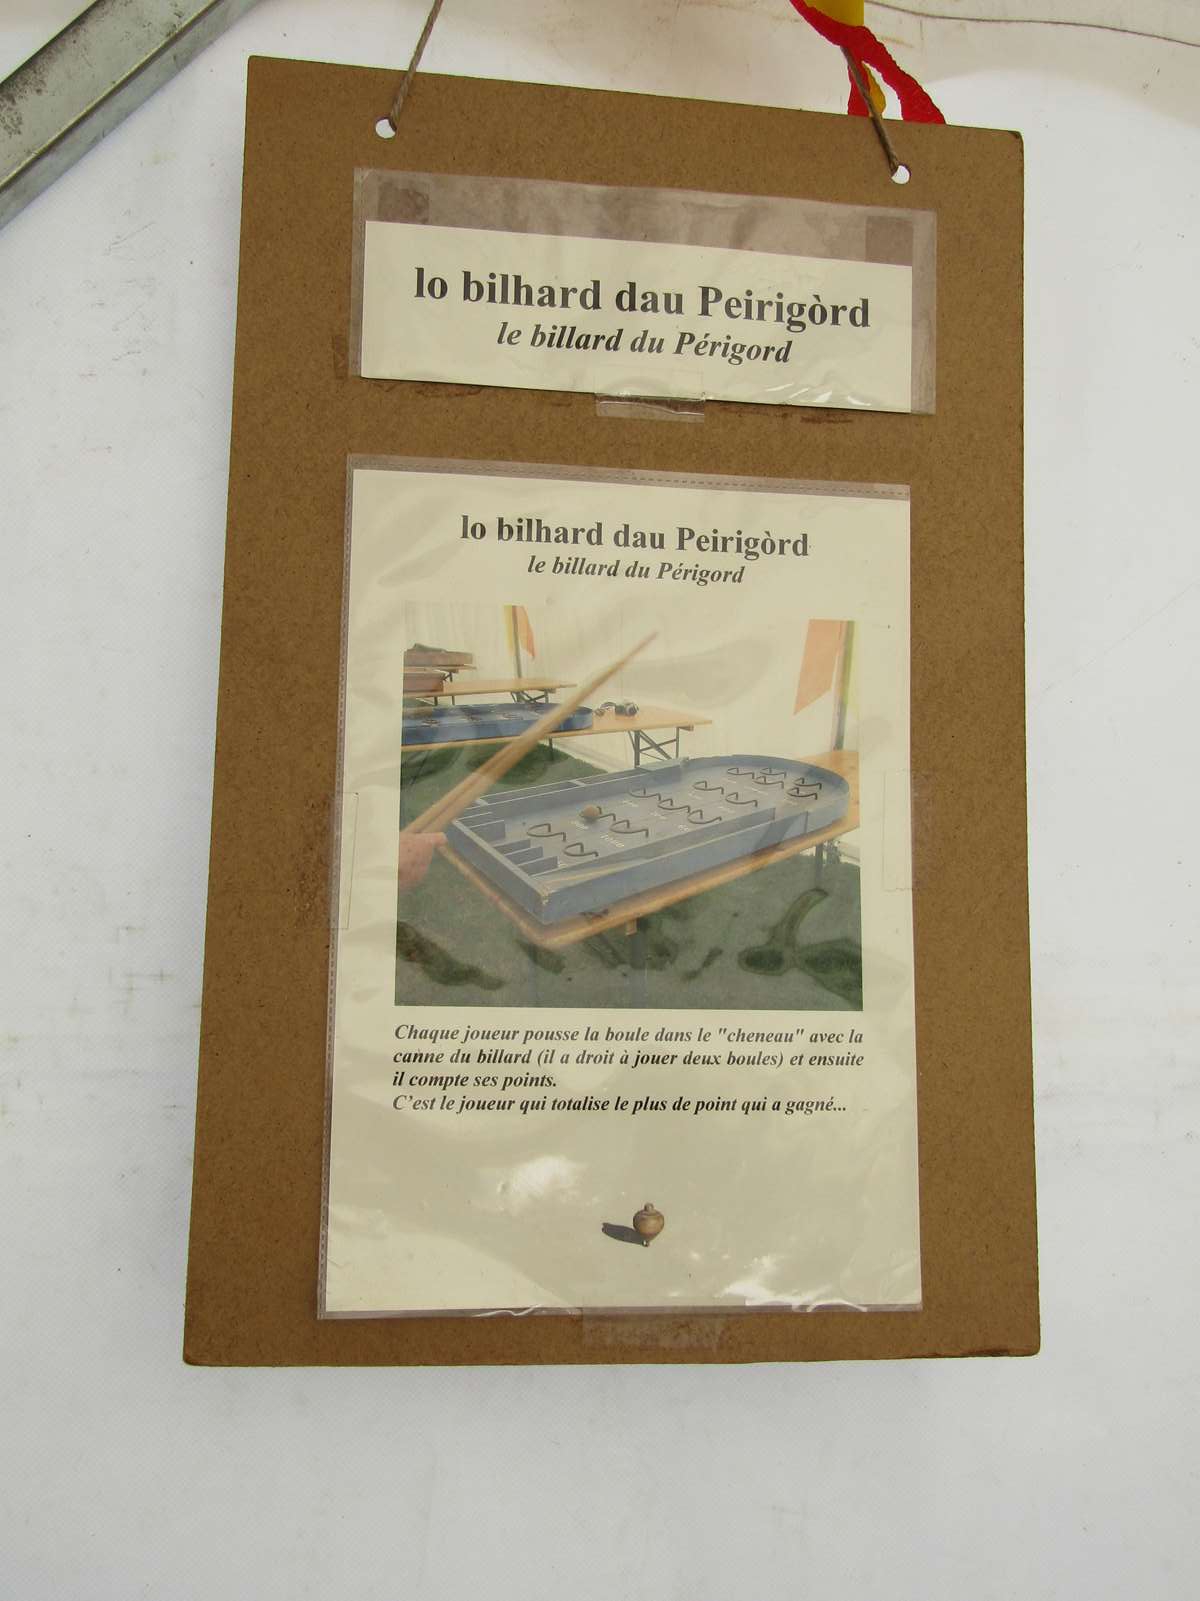 lo bilhard dau Peirigòrd
le billard du Périgord
lo bilhard dau Peirigòrd
le billard du Périgord
Chaque joueur pousse la boule dans le "cheneau" avec la
canne du billard (il a droit à jouer deux boules) et ensuite
il compte ses points.
C'est le joueur qui totalise le plus de point qui a gagné...